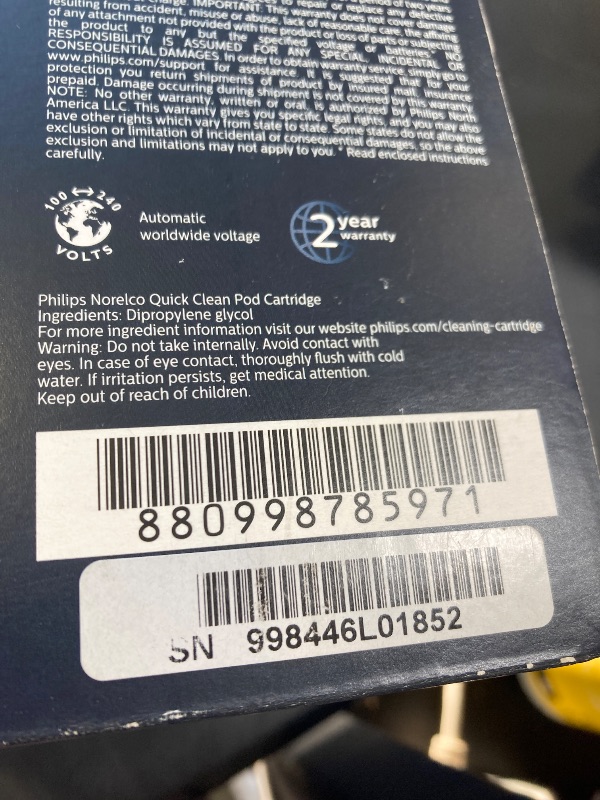 resulting from accident, misuse or abuse, lack of reasonable care, the affixing
of any attachment not provided with the product or loss of parts or subjecting
the product to any but the specified voltage or batteries. NO
RESPONSIBILITY IS ASSUMED FOR ANY SPECIAL, INCIDENTAL OR
CONSEQUENTIAL DAMAGES. In order to obtain warranty service, simply go to
www.philips.com/support for assistance. It is suggested that for your
protection you return shipments of product by insured mail,
prepaid. Damage occurring during shipment is not covered by this warranty.
NOTE: No other warranty, written or oral, is authorized by Philips North
America LLC. This warranty gives you specific legal rights, and you may also
have other rights which vary from state to state. Some states do not allow the
exclusion or limitation of incidental or consequential damages, so the above
exclusion and limitations may not apply to you. * Read enclosed instructions
carefully.
100 ↔ 240
VOLTS
Automatic
worldwide voltage
2 year
warranty
Philips Norelco Quick Clean Pod Cartridge
Ingredients: Dipropylene glycol
For more ingredient information visit our website philips.com/cleaning-cartridge
Warning: Do not take internally. Avoid contact with
eyes. In case of eye contact, thoroughly flush with cold
water. If irritation persists, get medical attention.
Keep out of reach of children.
880998785971
SN 998446L01852